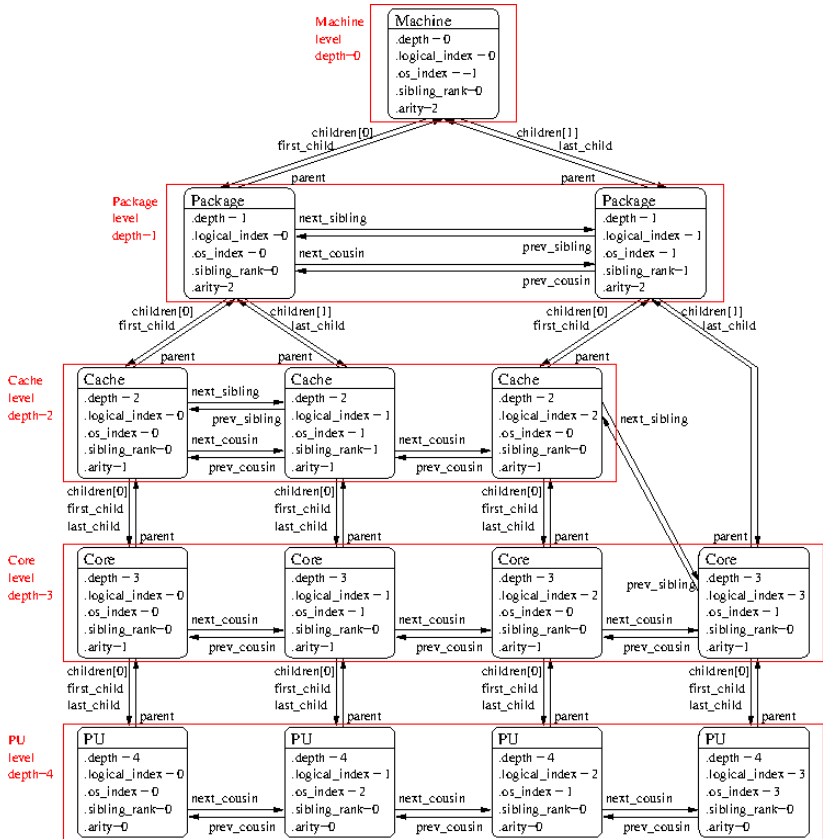 Machine
level
depth-0
Machine
.depth-0
.logical_index-0
.os_index--1
.sibling_rank-0
.arity-2
children[0]
first_child
children[1]
last_child
parent
parent
Package
level
depth-1
Package
.depth-1
.logical_index-0
.os_index-0
.sibling_rank-0
.arity-2
next_sibling
prev_sibling
next_cousin
prev_cousin
Package
.depth-1
.logical_index-1
.os_index-1
.sibling_rank-1
.arity-2
children[0]
first_child
children[1]
last_child
children[0]
first_child
children[1]
last_child
parent
parent
parent
Cache
level
depth-2
Cache
.depth-2
.logical_index-0
.os_index-0
.sibling_rank-0
.arity-1
next_sibling
prev_sibling
next_cousin
prev_cousin
Cache
.depth-2
.logical_index-1
.os_index-1
.sibling_rank-1
.arity-1
next_cousin
prev_cousin
Cache
.depth-2
.logical_index-2
.os_index-0
.sibling_rank-0
.arity-1
next_sibling
children[0]
first_child
last_child
parent
children[0]
first_child
last_child
parent
children[0]
first_child
last_child
parent
parent
Core
level
depth-3
Core
.depth-3
.logical_index-0
.os_index-0
.sibling_rank-0
.arity-1
next_cousin
prev_cousin
Core
.depth-3
.logical_index-1
.os_index-1
.sibling_rank-0
.arity-1
next_cousin
prev_cousin
Core
.depth-3
.logical_index-2
.os_index-0
.sibling_rank-0
.arity-1
prev_sibling
next_cousin
prev_cousin
Core
.depth-3
.logical_index-3
.os_index-1
.sibling_rank-0
.arity-1
children[0]
first_child
last_child
parent
children[0]
first_child
last_child
parent
children[0]
first_child
last_child
parent
children[0]
first_child
last_child
parent
PU
level
depth-4
PU
.depth-4
.logical_index-0
.os_index-0
.sibling_rank-0
.arity-0
next_cousin
prev_cousin
PU
.depth-4
.logical_index-1
.os_index-2
.sibling_rank-0
.arity-0
next_cousin
prev_cousin
PU
.depth-4
.logical_index-2
.os_index-1
.sibling_rank-0
.arity-0
next_cousin
prev_cousin
PU
.depth-4
.logical_index-3
.os_index-3
.sibling_rank-0
.arity-0